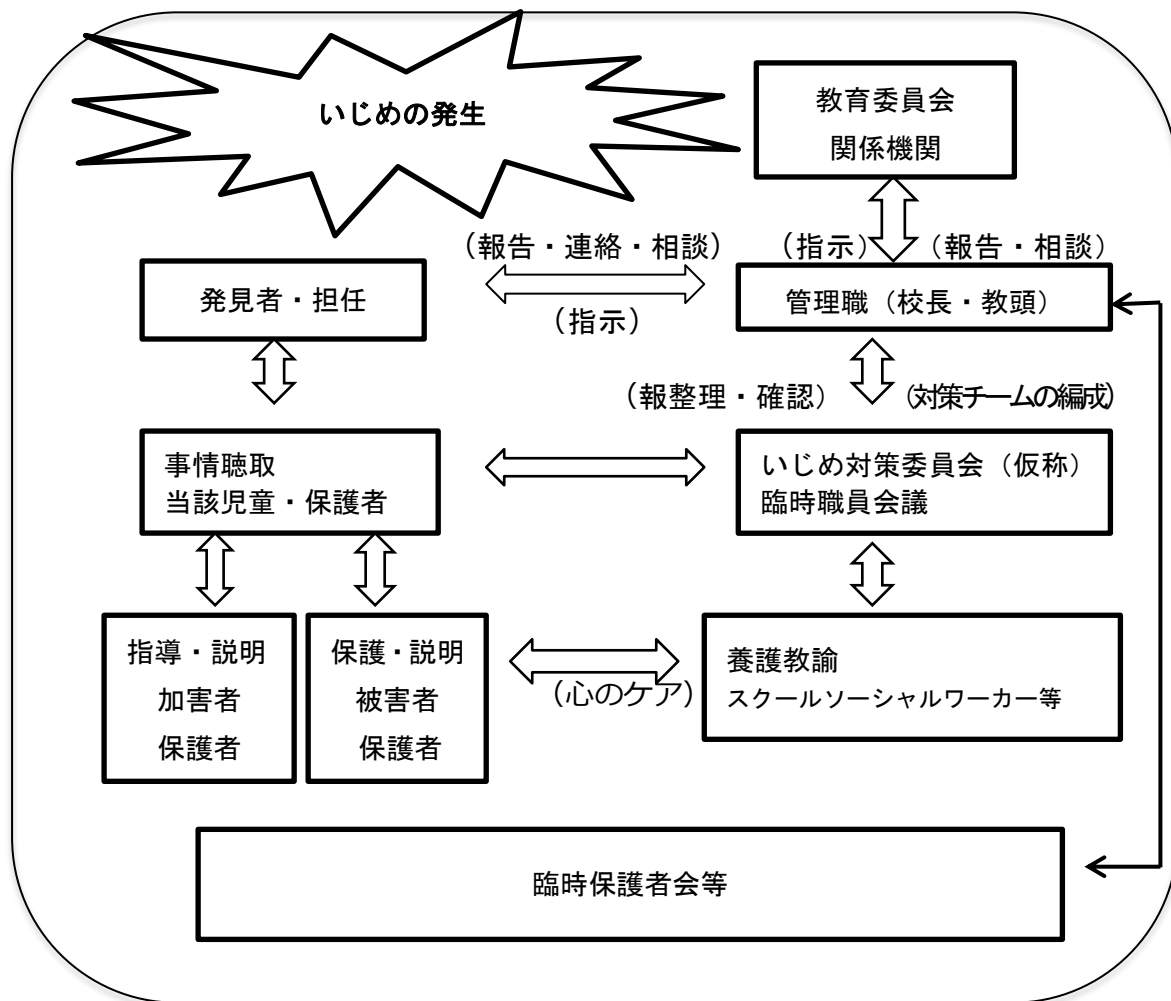 いじめの発生
教育委員会
関係機関
(報告・連絡・相談)
(指示)
(報告・相談)
発見者・担任
(指示)
管理職(校長・教頭)
(報整理・確認)
(対策チームの編成)
事情聴取
当該児童・保護者
いじめ対策委員会(仮称)
臨時職員会議
指導・説明
加害者
保護者
保護・説明
被害者
保護者
(心のケア)
養護教諭
スクールソーシャルワーカー等
臨時保護者会等